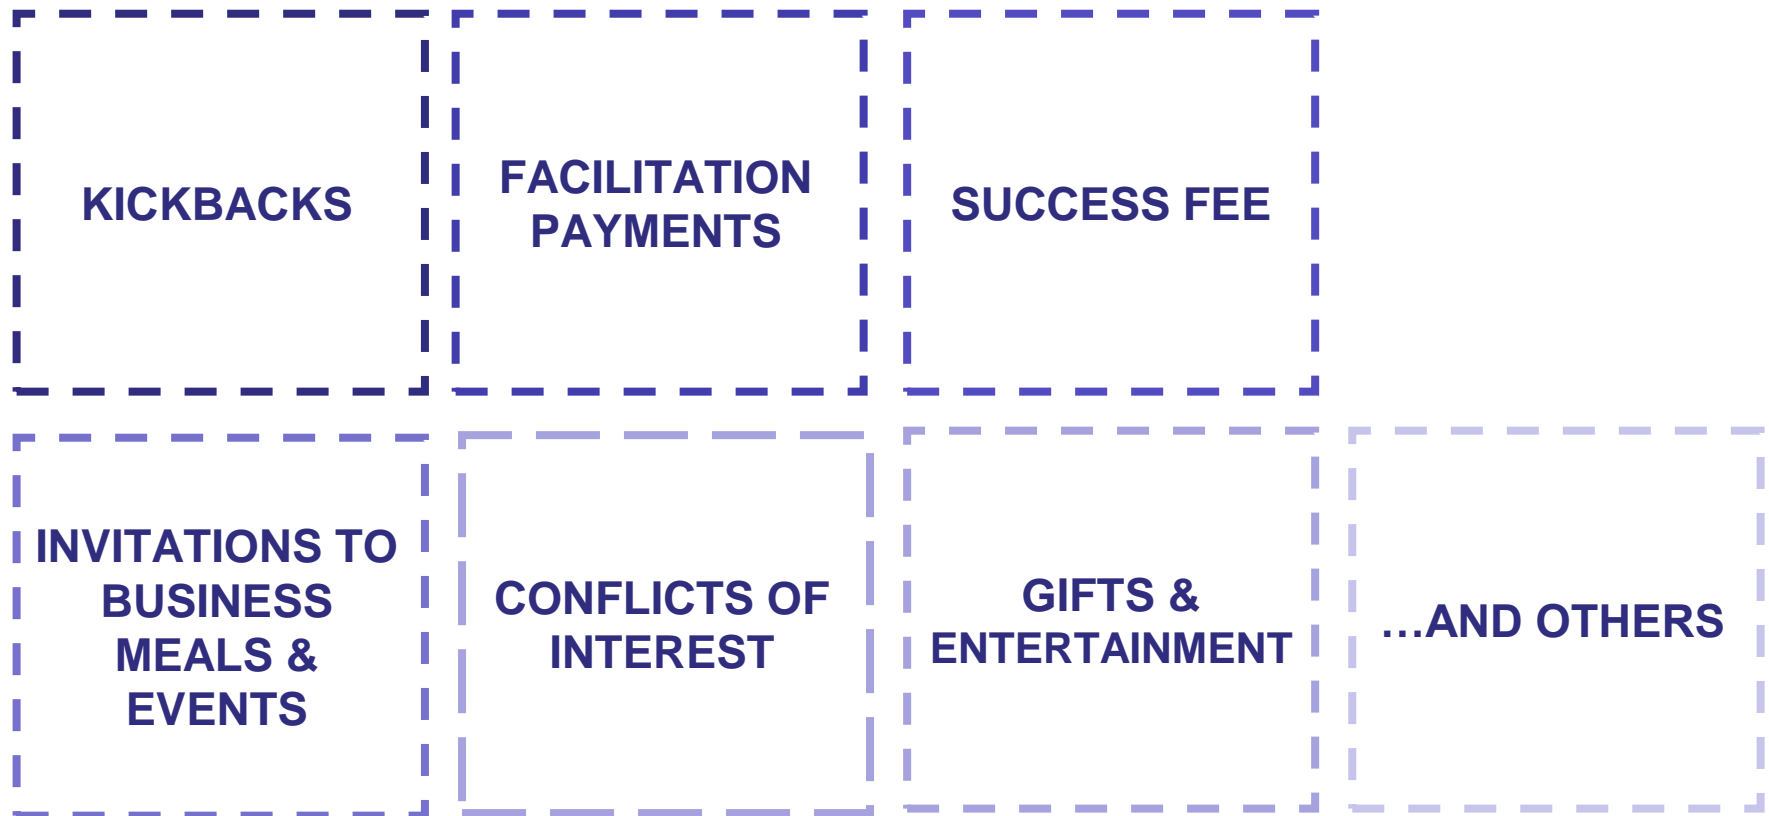 KICKBACKS
FACILITATION
PAYMENTS
SUCCESS FEE
INVITATIONS TO
BUSINESS
MEALS &
EVENTS
CONFLICTS OF
INTEREST
GIFTS &
ENTERTAINMENT
...AND OTHERS